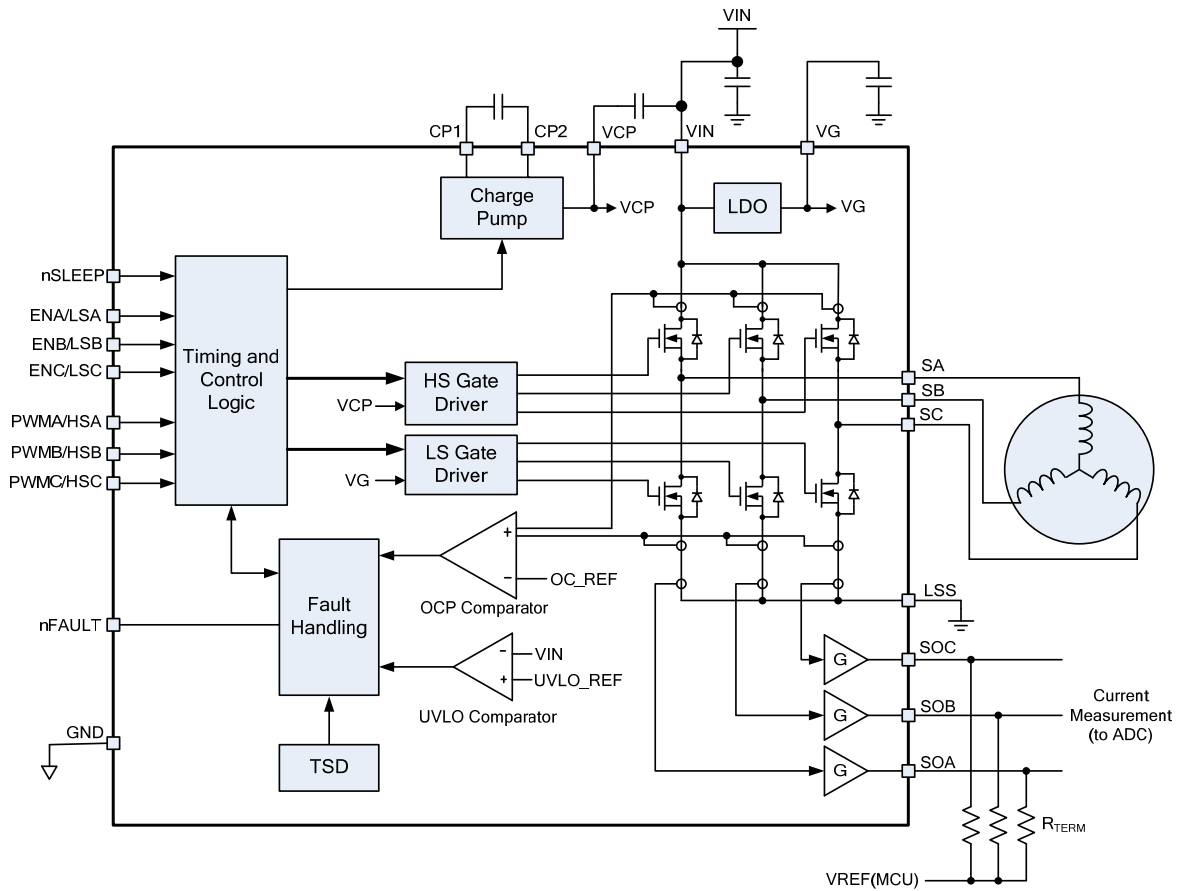 VIN
CP1
CP2
VCP
VIN
VG
Charge
Pump
VCP
LDO
VG
nSLEEP
ENA/LSA
ENB/LSB
ENC/LSC
PWMA/HSA
PWMB/HSB
PWMC/HSC
Timing and
Control
Logic
HS Gate
Driver
VCP
LS Gate
Driver
VG
SA
SB
SC
+
−
OC_REF
OCP Comparator
Fault
Handling
nFAULT
-
VIN
+
UVLO_REF
UVLO Comparator
LSS
G
SOC
G
SOB
G
SOA
Current
Measurement
(to ADC)
GND
TSD
RTERM
VREF(MCU)